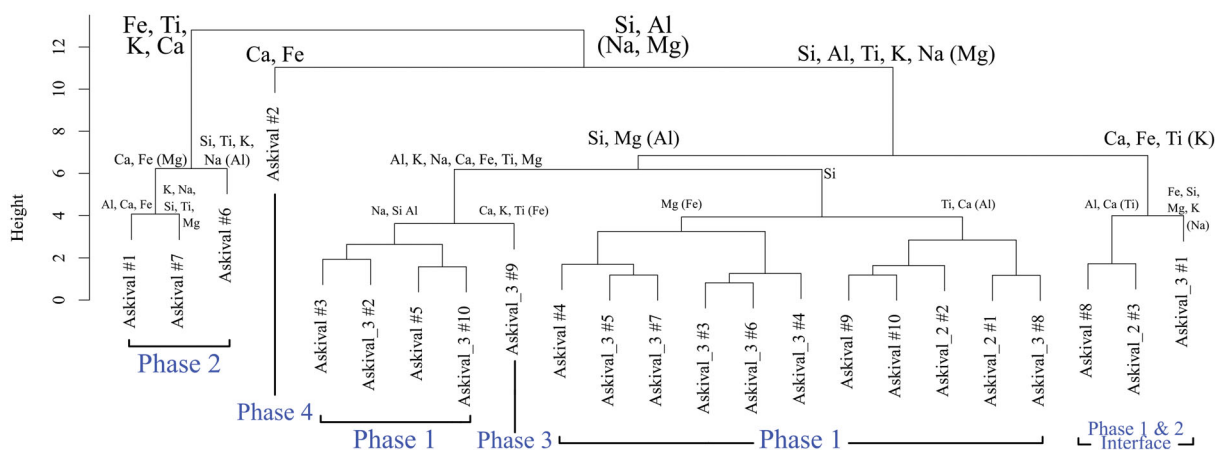 Fe, Ti,
K, Ca
Si, Al
(Na, Mg)
12
10
8
6
4
2
0
Height
Ca, Fe
Si, Al, Ti, K, Na (Mg)
Askival #2
Si, Ti, K,
Na (Al)
Ca, Fe (Mg)
Al, Ca, Fe
K, Na,
Si, Ti,
Mg
Si, Mg (Al)
Ca, Fe, Ti (K)
Al, K, Na, Ca, Fe, Ti, Mg
Si
Na, Si Al
Ca, K, Ti (Fe)
Mg (Fe)
Ti, Ca (Al)
Al, Ca (Ti)
Fe, Si,
Mg, K
(Na)
Askival #1
Askival #7
Askival #6
Askival #3
Askival_3 #2
Askival #5
Askival_3 #10
Askival_3 #9
Askival #4
Askival_3 #5
Askival_3 #7
Askival_3 #3
Askival_3 #6
Askival_3 #4
Askival #9
Askival #10
Askival_2 #2
Askival_2 #1
Askival_3 #8
Askival #8
Askival_2 #3
Askival_3 #1
Phase 2
Phase 4
Phase 1
Phase 3
Phase 1
Phase 1 & 2
Interface